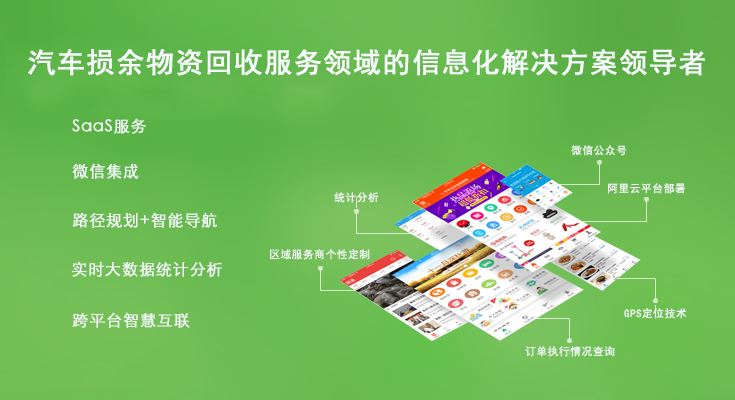 汽车损余物资回收服务领域的信息化解决方案领导者
SaaS服务
微信集成
路径规划+智能导航
实时大数据统计分析
跨平台智慧互联
微信公众号
统计分析
阿里云平台部署
区域服务商个性定制
GPS定位技术
订单执行情况查询